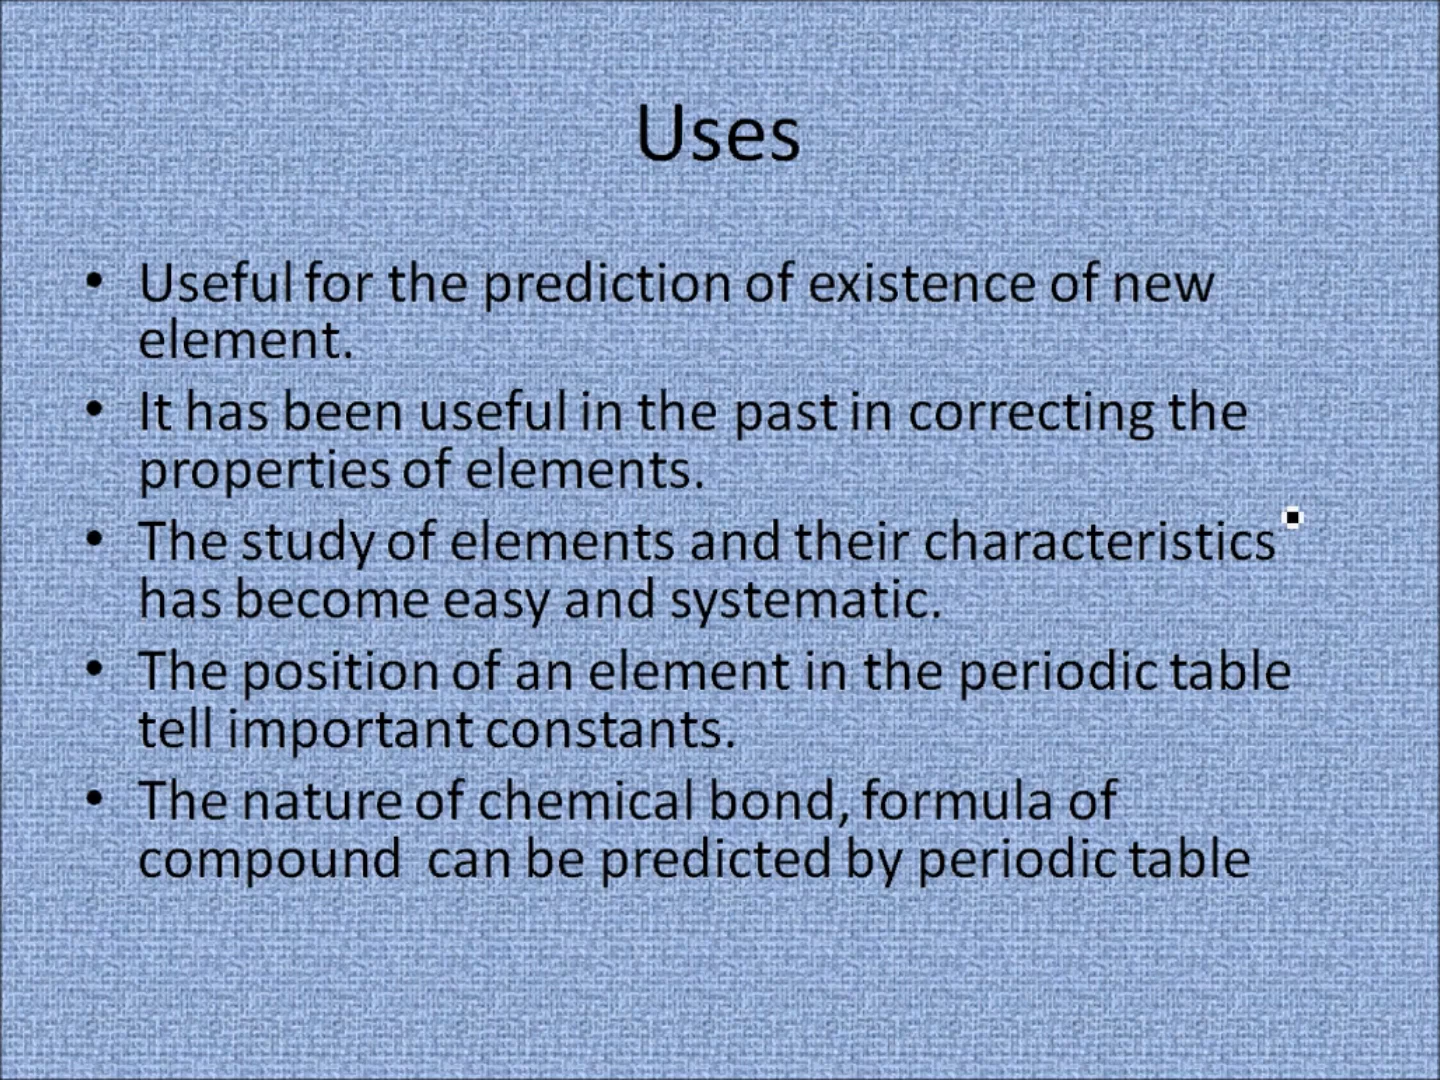 Uses
• Useful for the prediction of existence of new
element.
• It has been useful in the past in correcting the
properties of elements.
• The study of elements and their characteristics
has become easy and systematic.
• The position of an element in the periodic table
tell important constants.
• The nature of chemical bond, formula of
compound  can be predicted by periodic table